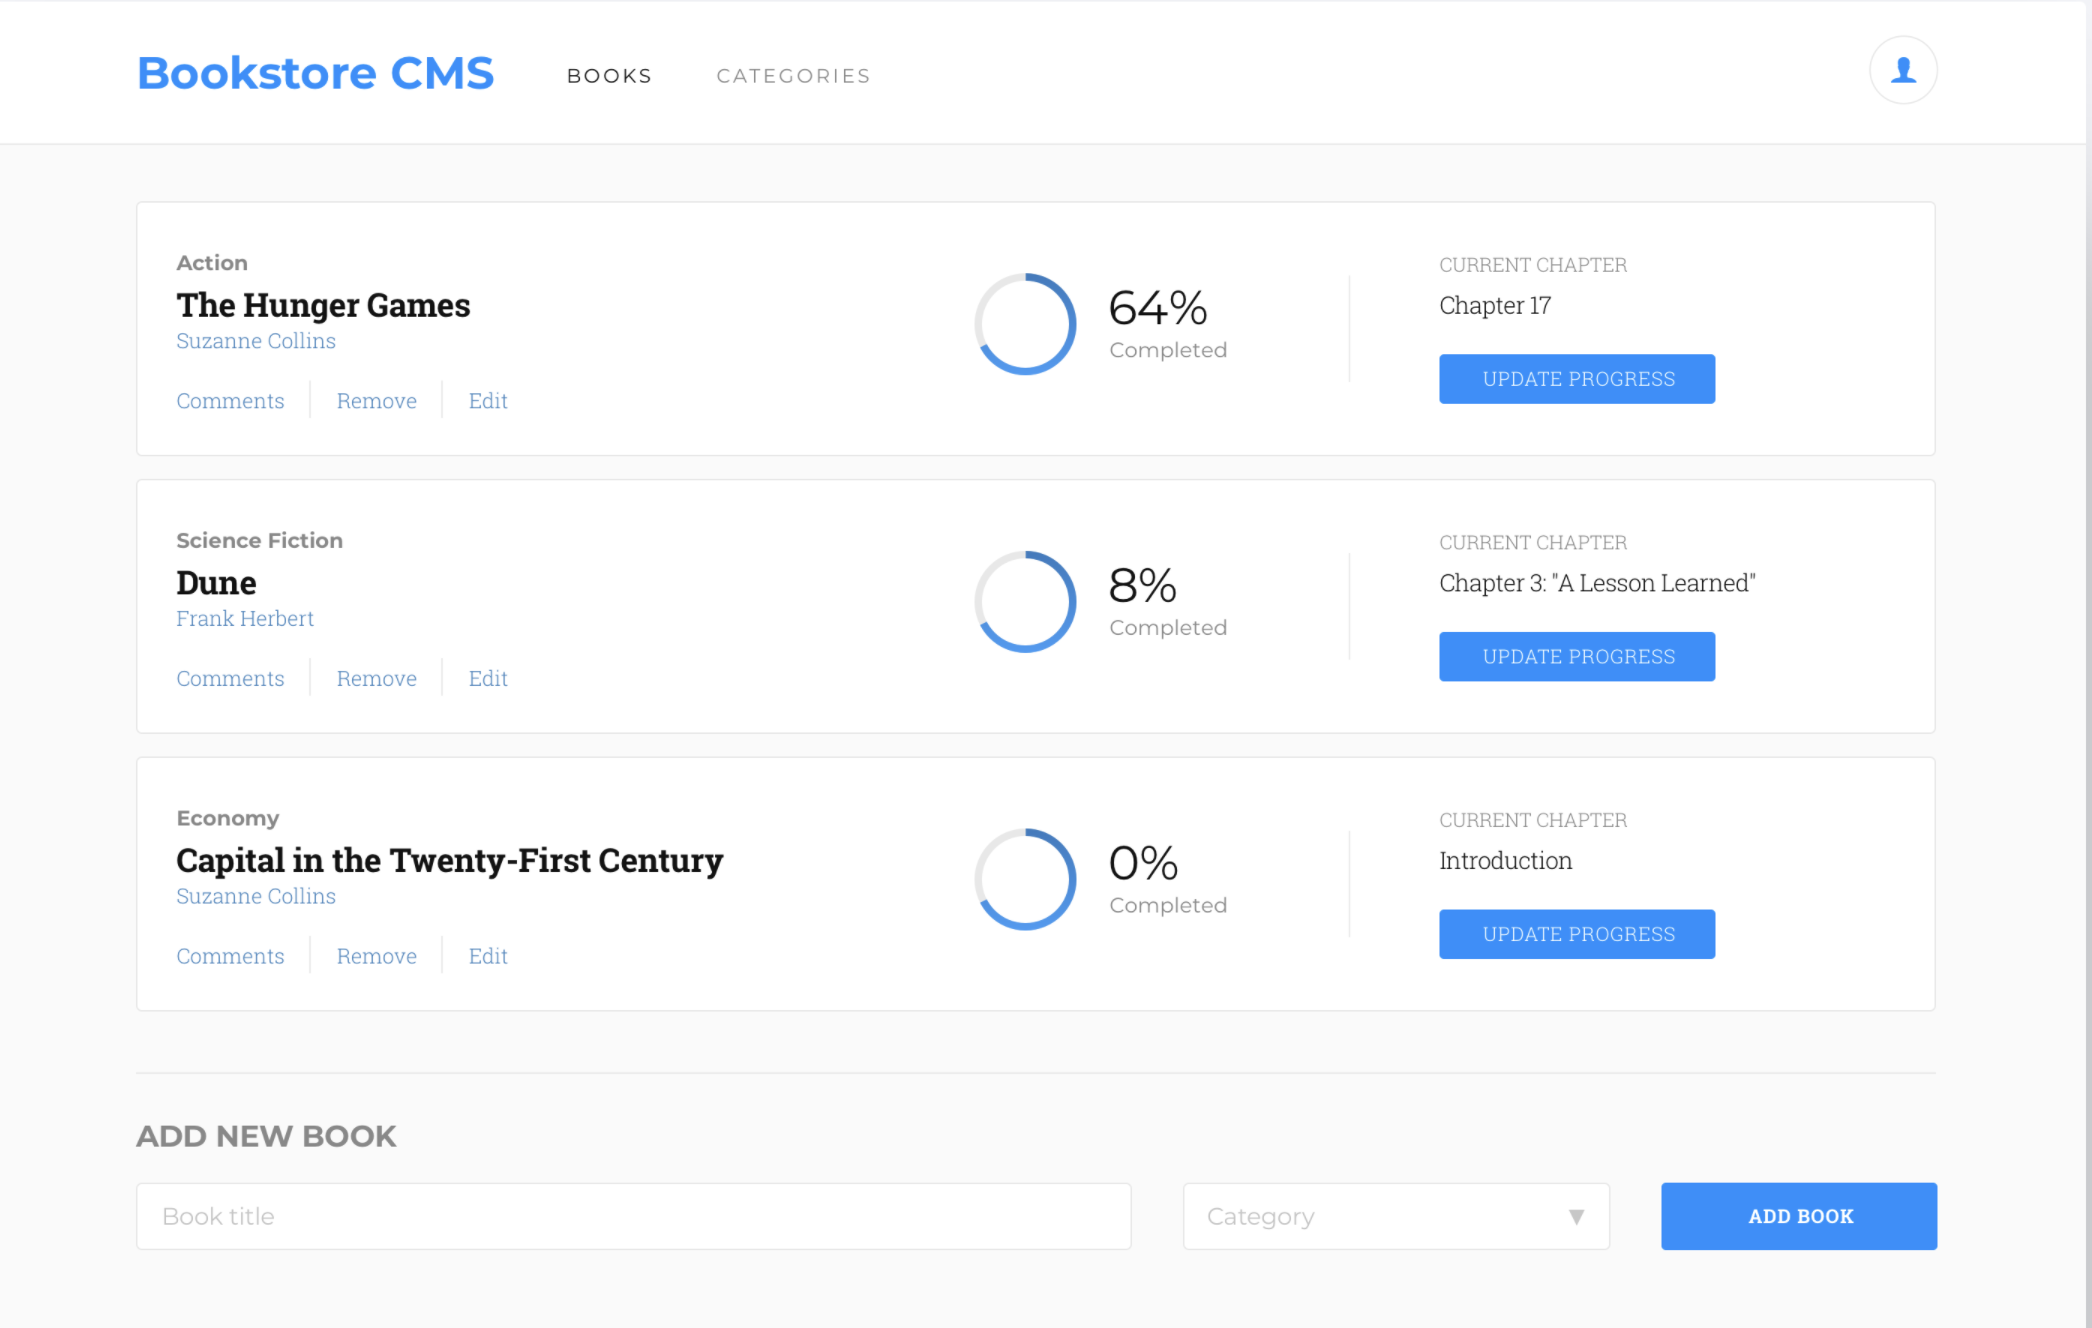 Bookstore CMS BOOKS CATEGORIES
Action
The Hunger Games
Suzanne Collins
Comments Remove Edit
64%
Completed
CURRENT CHAPTER
Chapter 17
UPDATE PROGRESS
Science Fiction
Dune
Frank Herbert
Comments Remove Edit
8%
Completed
CURRENT CHAPTER
Chapter 3: "A Lesson Learned"
UPDATE PROGRESS
Economy
Capital in the Twenty-First Century
Suzanne Collins
Comments Remove Edit
0%
Completed
CURRENT CHAPTER
Introduction
UPDATE PROGRESS
ADD NEW BOOK
Book title
Category
ADD BOOK